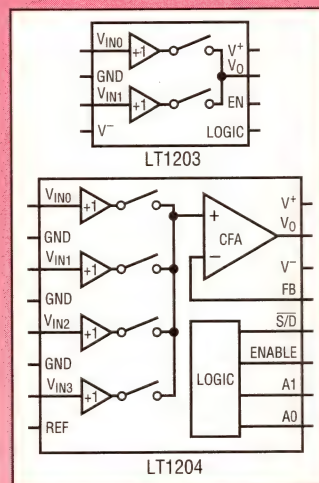 VIN0 +1 V+
GND VO
VIN1 +1 EN
V− LOGIC
LT1203
VIN0 +1 V+
GND + CFA VO
VIN1 +1 − V−
GND FB
VIN2 +1 S/D
GND LOGIC ENABLE
VIN3 +1 A1
REF A0
LT1204